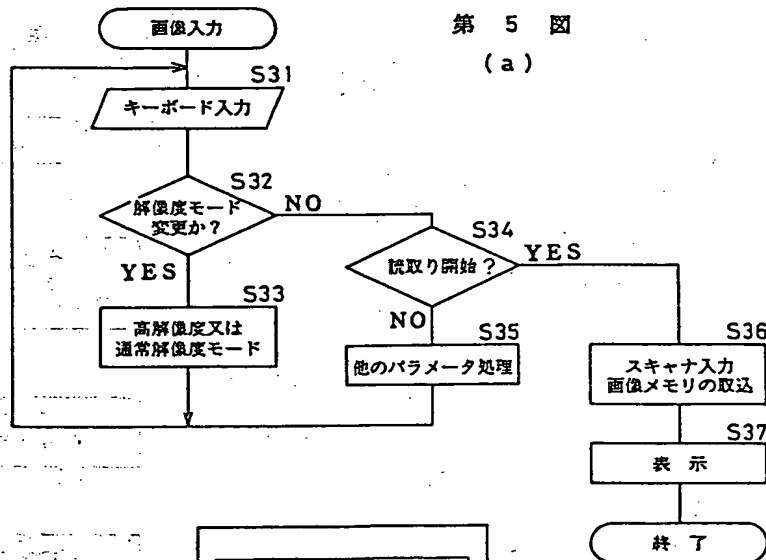 第 5 図
(a)
画像入力
S31
キーボード入力
S32
解像度モード
変更か?
NO
YES
S33
高解像度又は
通常解像度モード
S34
読取り開始?
YES
NO
S35
他のパラメータ処理
S36
スキャナ入力
画像メモリの取込
S37
表 示
終 了